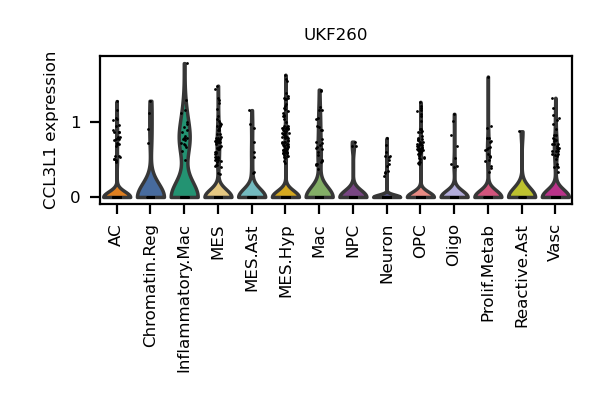 UKF260
CCL3L1 expression
1
0
AC
Chromatin.Reg
Inflammatory.Mac
MES
MES.Ast
MES.Hyp
Mac
NPC
Neuron
OPC
Oligo
Prolif.Metab
Reactive.Ast
Vasc